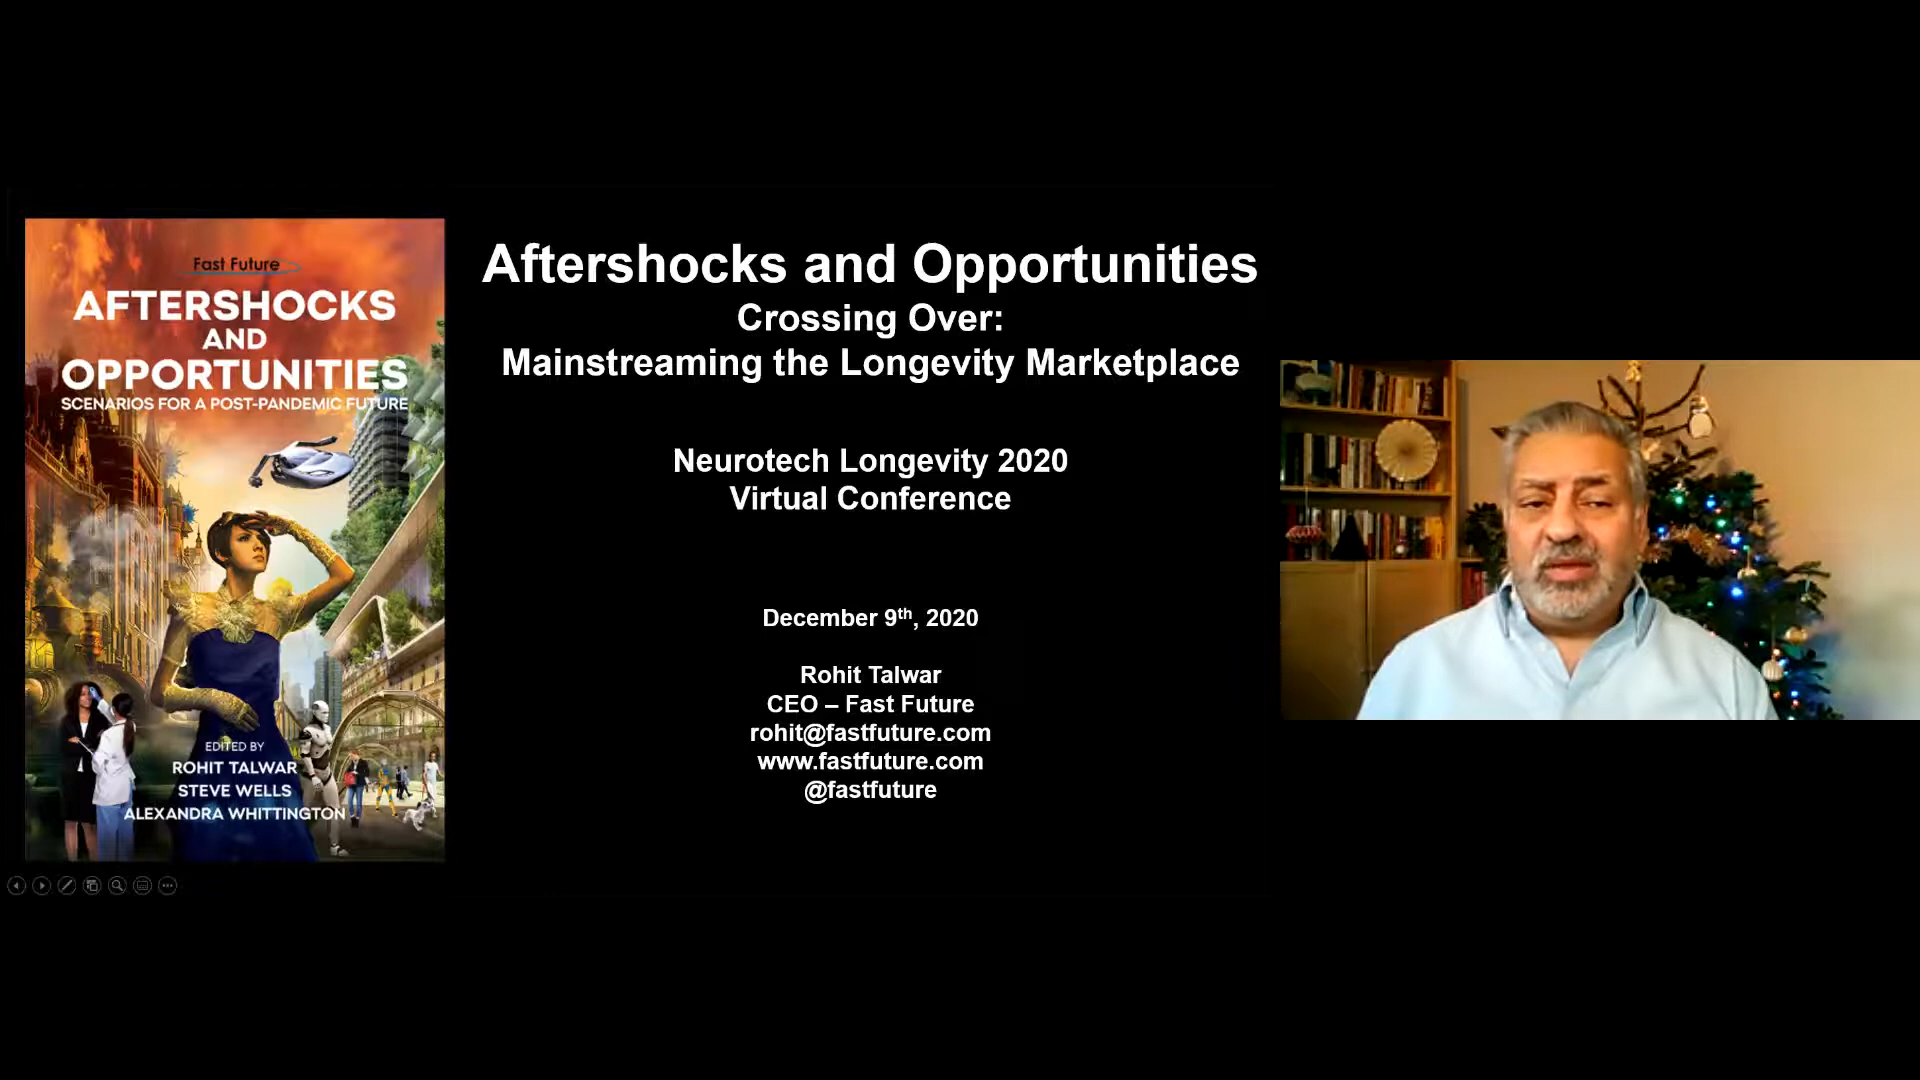 Fast Future
AFTERSHOCKS
AND
OPPORTUNITIES
SCENARIOS FOR A POST-PANDEMIC FUTURE
EDITED BY
ROHIT TALWAR
STEVE WELLS
ALEXANDRA WHITTINGTON
Aftershocks and Opportunities
Crossing Over:
Mainstreaming the Longevity Marketplace
Neurotech Longevity 2020
Virtual Conference
December 9th, 2020
Rohit Talwar
CEO – Fast Future
rohit@fastfuture.com
www.fastfuture.com
@fastfuture